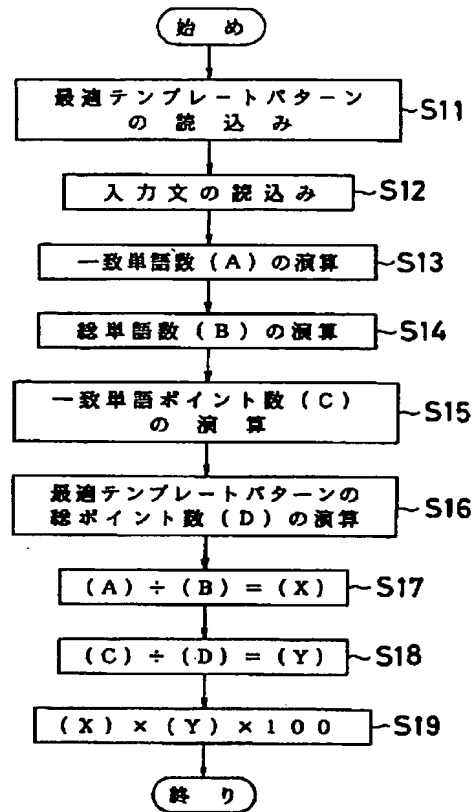 始め
最適テンプレートパターン
の読込み
S11
入力文の読込み
S12
一致単語数(A)の演算
S13
総単語数(B)の演算
S14
一致単語ポイント数(C)
の演算
S15
最適テンプレートパターンの
総ポイント数(D)の演算
S16
(A)÷(B)=(X)
S17
(C)÷(D)=(Y)
S18
(X)×(Y)×100
S19
終り